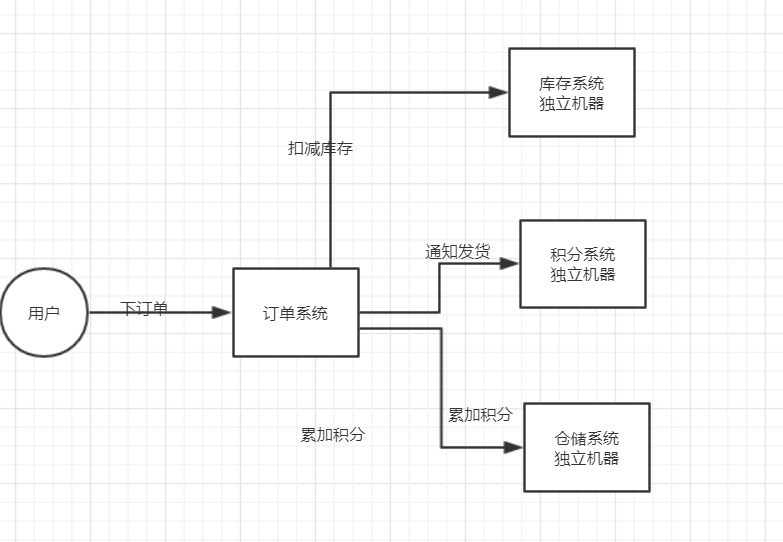 库存系统
独立机器
扣减库存
通知发货
积分系统
独立机器
用户
下订单
订单系统
累加积分
累加积分
仓储系统
独立机器